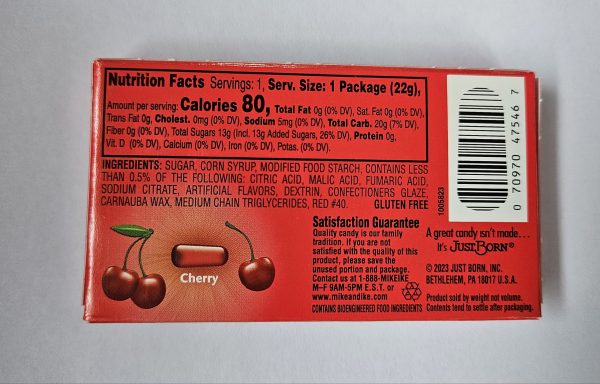 Nutrition Facts Servings: 1, Serv. Size: 1 Package (22g),
Amount per serving: Calories 80, Total Fat 0g (0% DV), Sat. Fat 0g (0% DV),
Trans Fat 0g, Cholest. 0mg (0% DV), Sodium 5mg (0% DV), Total Carb. 20g (7% DV),
Fiber 0g (0% DV), Total Sugars 13g (Incl. 13g Added Sugars, 26% DV), Protein 0g,
Vit. D (0% DV), Calcium (0% DV), Iron (0% DV), Potas. (0% DV).
INGREDIENTS: SUGAR, CORN SYRUP, MODIFIED FOOD STARCH, CONTAINS LESS
THAN 0.5% OF THE FOLLOWING: CITRIC ACID, MALIC ACID, FUMARIC ACID,
SODIUM CITRATE, ARTIFICIAL FLAVORS, DEXTRIN, CONFECTIONERS GLAZE,
CARNAUBA WAX, MEDIUM CHAIN TRIGLYCERIDES, RED #40. GLUTEN FREE
1005823
0 70970 47546 7
Cherry
Satisfaction Guarantee
Quality candy is our family
tradition. If you are not
satisfied with the quality of this
product, please save the
unused portion and package.
Contact us at 1-888-MIKEIKE
M–F 9AM-5PM E.S.T. or
www.mikeandike.com
CONTAINS BIOENGINEERED FOOD INGREDIENTS
A great candy isn't made...
It's JUST BORN®
© 2023 JUST BORN, INC.
BETHLEHEM, PA 18017 U.S.A.
Product sold by weight not volume.
Contents tend to settle after packaging.